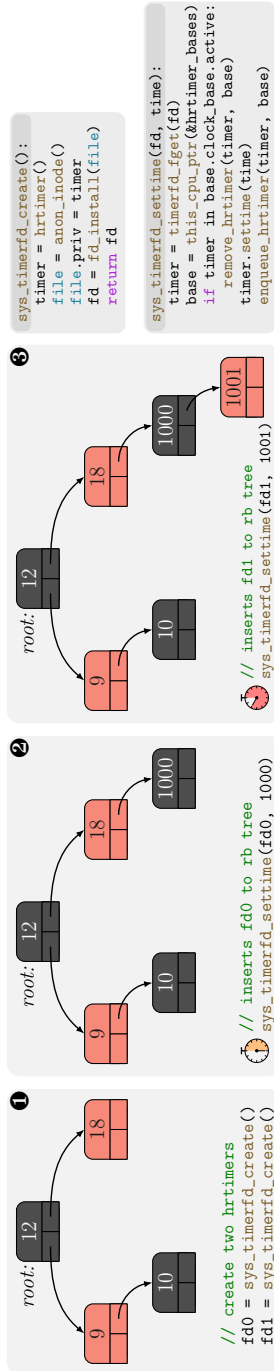 ❶
root:
12
9
18
10
// create two hrtimers
fd0 = sys_timerfd_create()
fd1 = sys_timerfd_create()
❷
root:
12
9
18
10
1000
// inserts fd0 to rb tree
sys_timerfd_settime(fd0, 1000)
❸
root:
12
9
18
10
1000
1001
// inserts fd1 to rb tree
sys_timerfd_settime(fd1, 1001)
sys_timerfd_create():
timer = hrtimer()
file = anon_inode()
file.priv = timer
fd = fd_install(file)
return fd
sys_timerfd_settime(fd, time):
timer = timerfd_fget(fd)
base = this_cpu_ptr(&hrtimer_bases)
if timer in base.clock_base.active:
remove_hrtimer(timer, base)
timer.settime(time)
enqueue_hrtimer(timer, base)